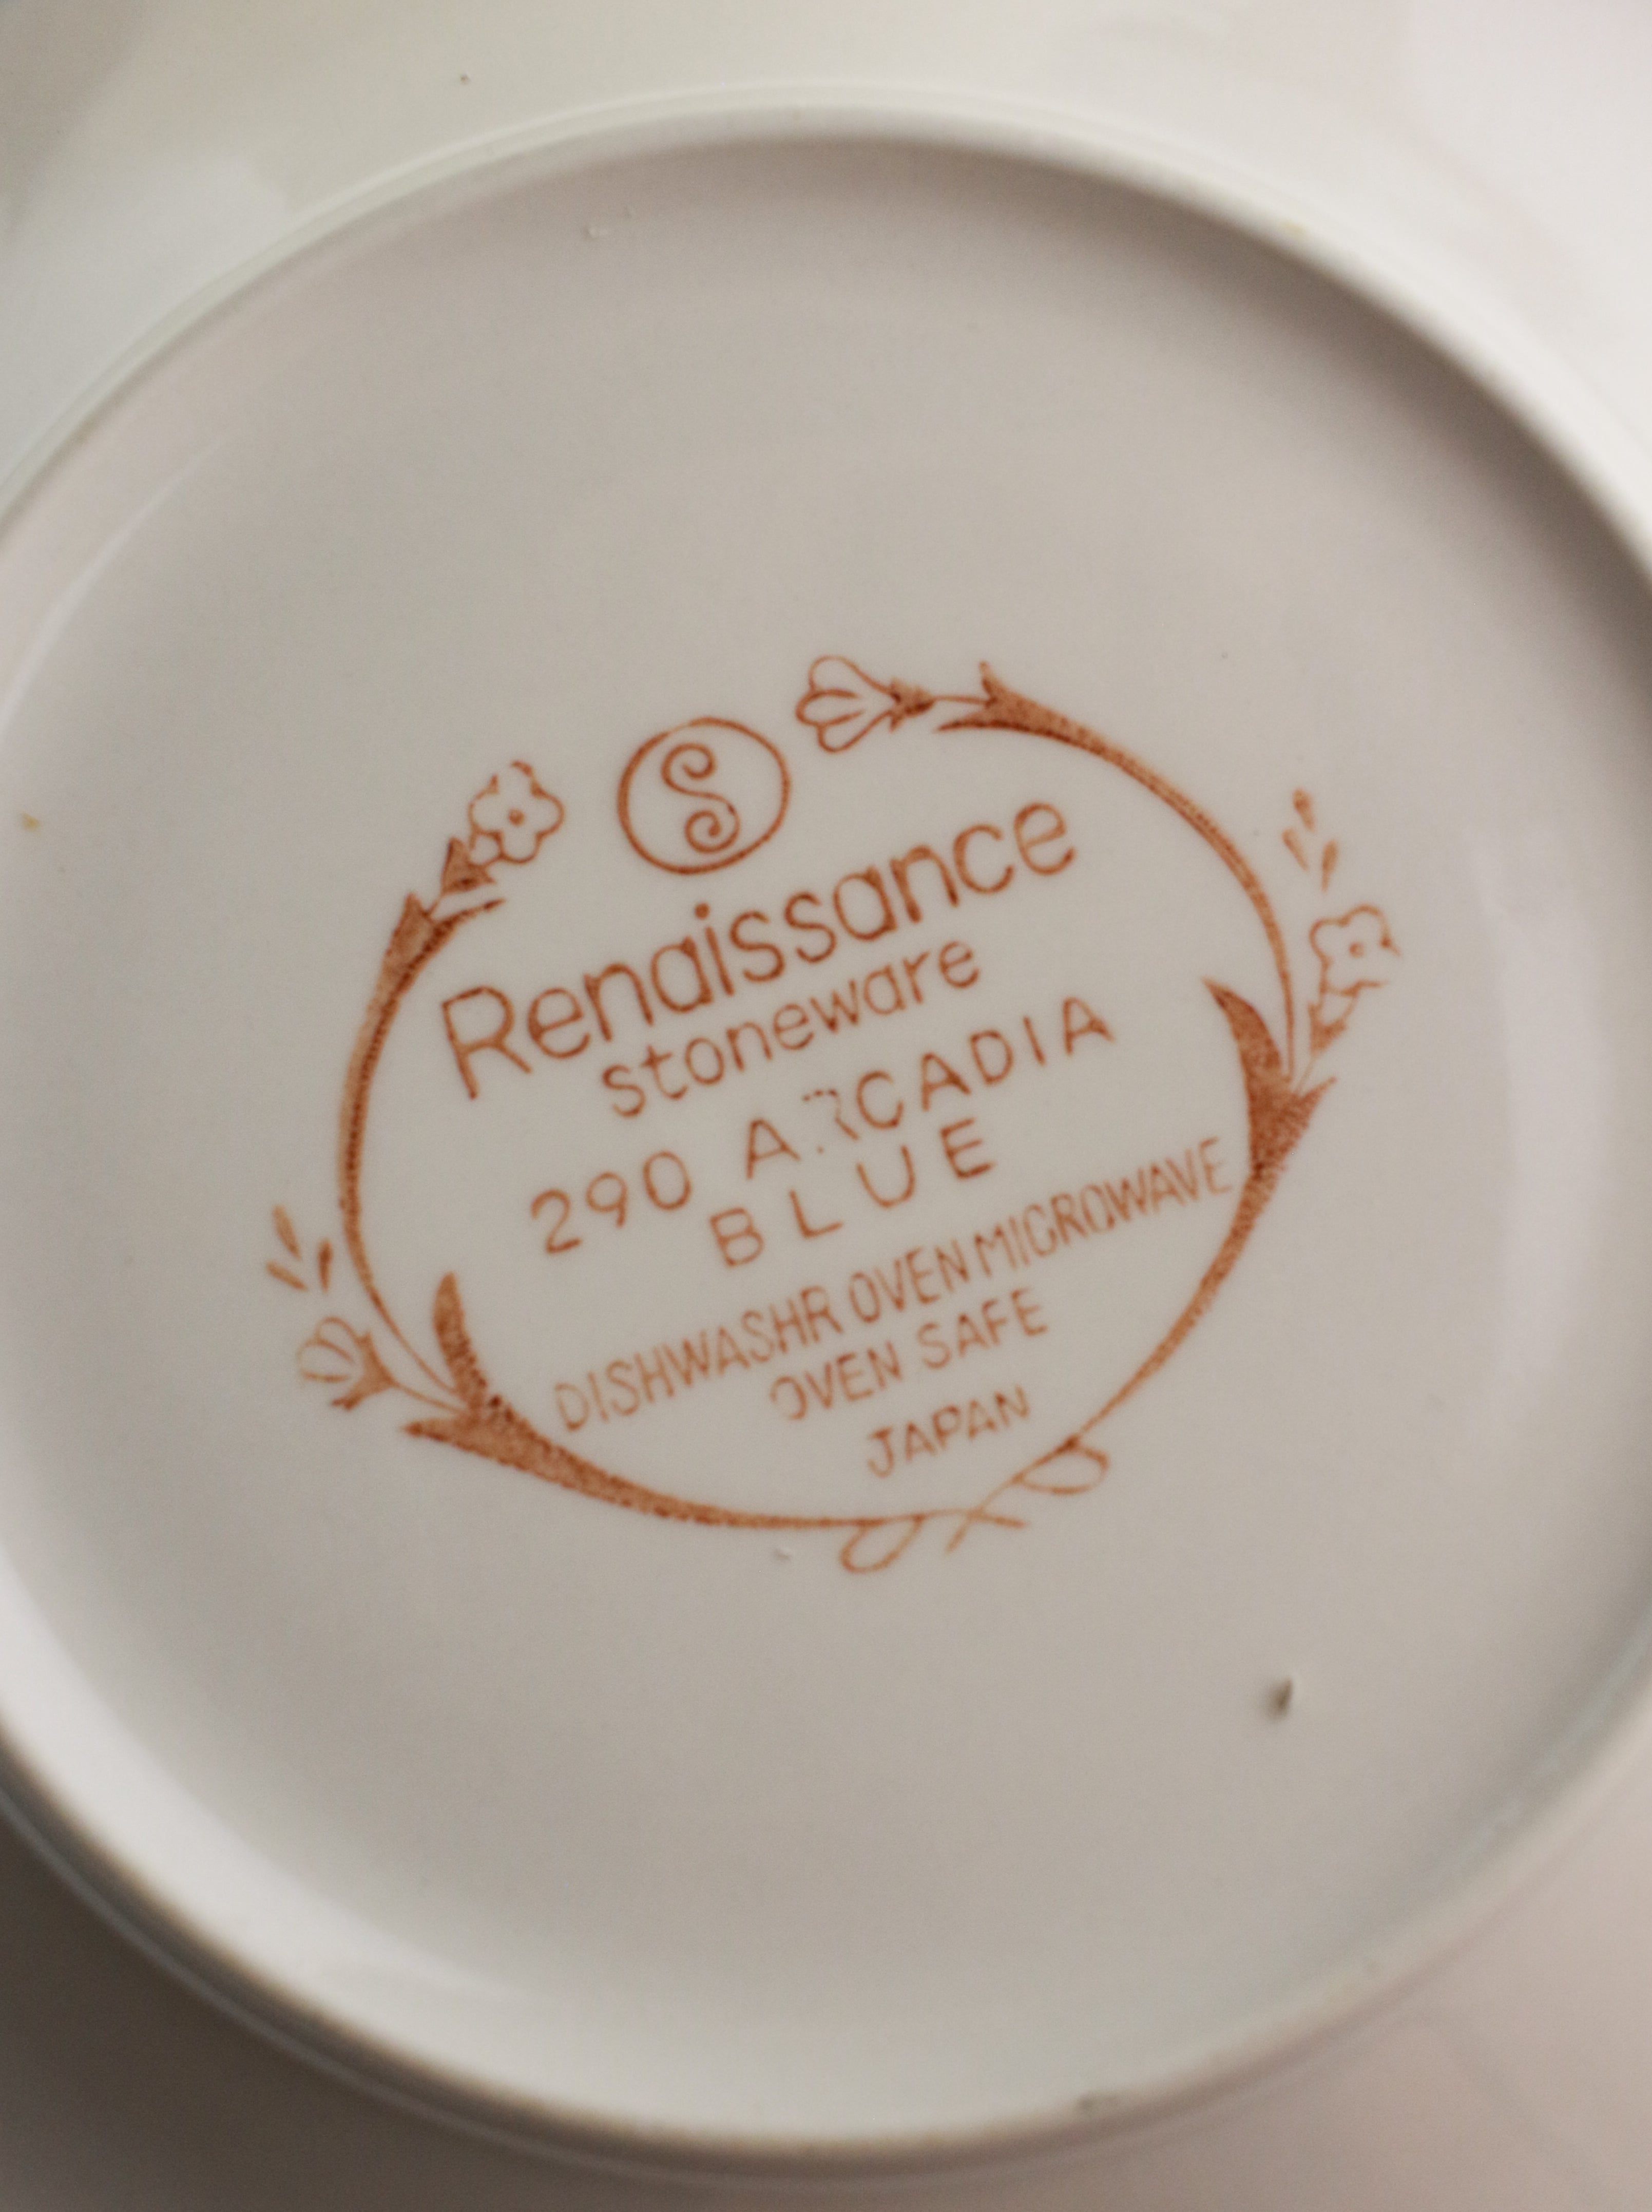 S
Renaissance
stoneware
290 ARCADIA
BLUE
DISHWASHR OVEN MICROWAVE
OVEN SAFE
JAPAN